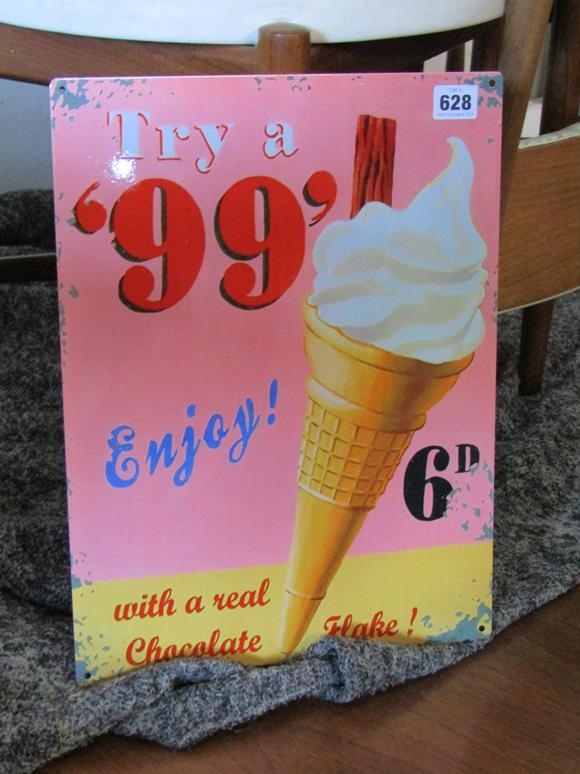 628
Try a
'99'
Enjoy!
6D
with a real
Chocolate Flake!